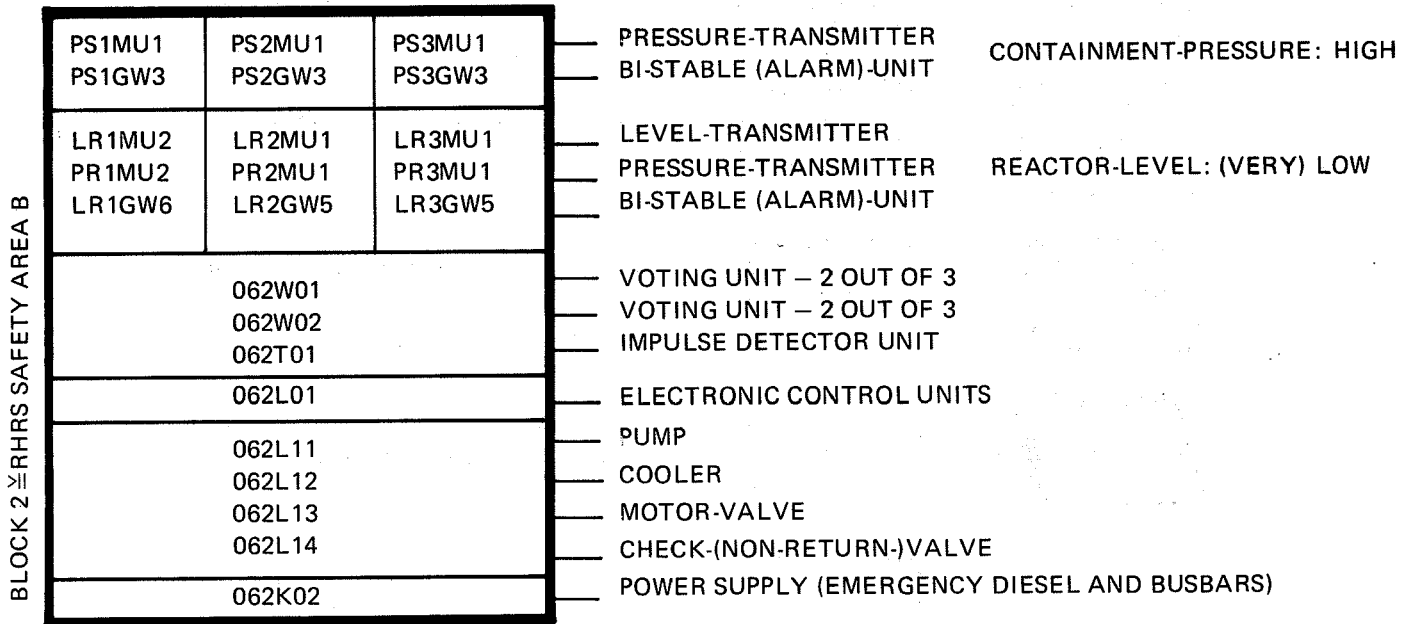 PS1MU1 PS2MU1 PS3MU1 PRESSURE-TRANSMITTER CONTAINMENT-PRESSURE: HIGH
PS1GW3 PS2GW3 PS3GW3 BI-STABLE (ALARM)-UNIT
LR1MU2 LR2MU1 LR3MU1 LEVEL-TRANSMITTER
PR1MU2 PR2MU1 PR3MU1 PRESSURE-TRANSMITTER REACTOR-LEVEL: (VERY) LOW
LR1GW6 LR2GW5 LR3GW5 BI-STABLE (ALARM)-UNIT
062W01 VOTING UNIT — 2 OUT OF 3
062W02 VOTING UNIT — 2 OUT OF 3
062T01 IMPULSE DETECTOR UNIT
062L01 ELECTRONIC CONTROL UNITS
062L11 PUMP
062L12 COOLER
062L13 MOTOR-VALVE
062L14 CHECK-(NON-RETURN-)VALVE
062K02 POWER SUPPLY (EMERGENCY DIESEL AND BUSBARS)
BLOCK 2 ≚ RHRS SAFETY AREA B